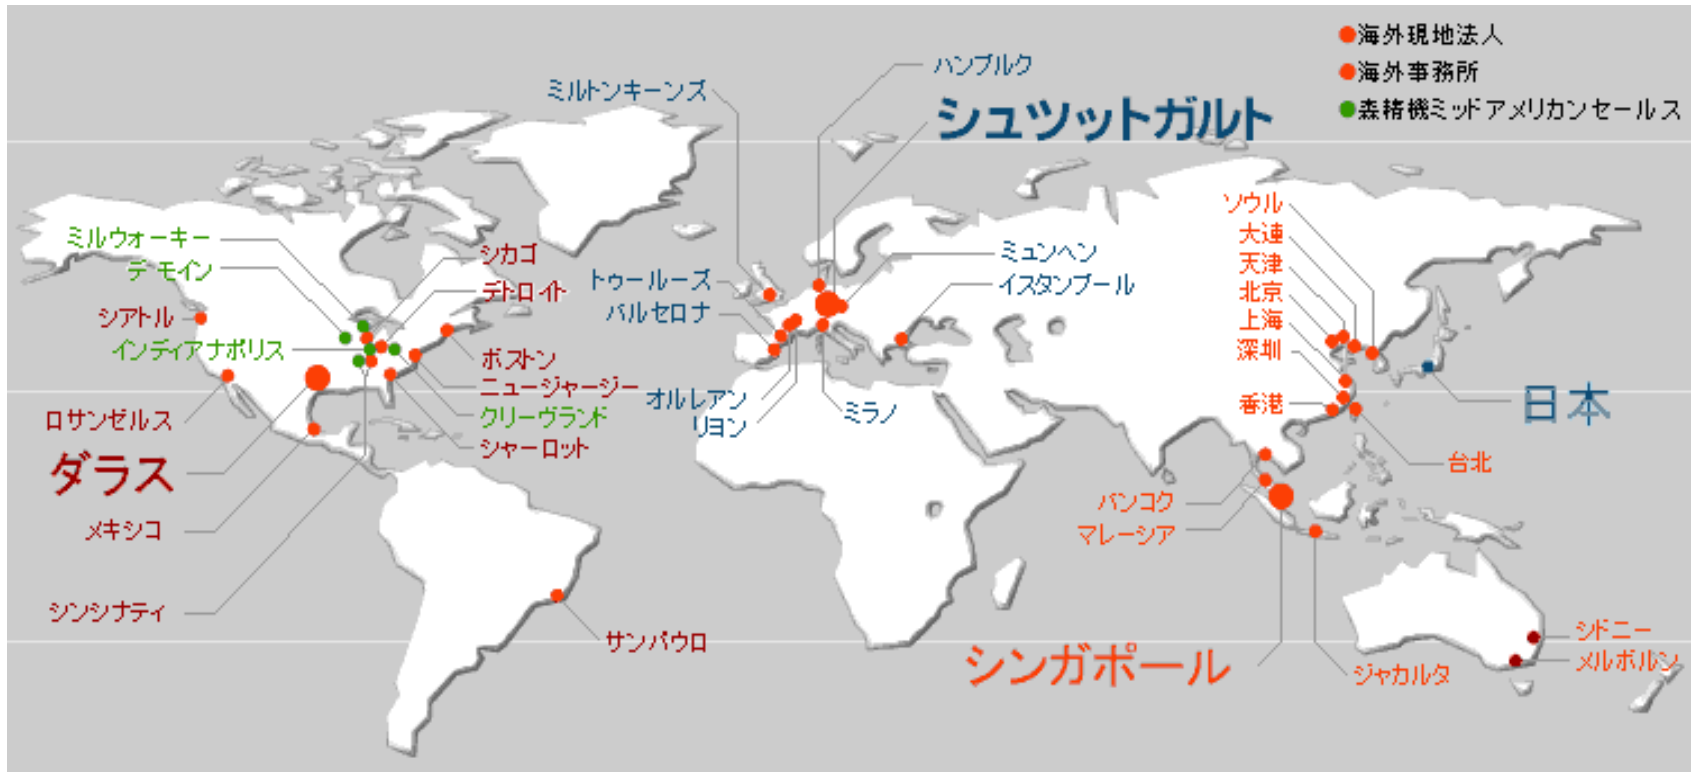 海外現地法人
海外事務所
森精機ミッドアメリカンセールス
ハンブルク
ミルトンキーンズ
シュツットガルト
ミルウォーキー
デ・モイン
シアトル
インディアナポリス
ロサンゼルス
ダラス
メキシコ
シンシナティ
シカゴ
デトロイト
ボストン
ニュージャージー
クリーヴランド
シャーロット
サンパウロ
トゥールーズ
バルセロナ
オルレアン
リヨン
ミラノ
ミュンヘン
イスタンブール
ソウル
大連
天津
北京
上海
深圳
香港
日本
台北
バンコク
マレーシア
シンガポール
ジャカルタ
シドニー
メルボルン